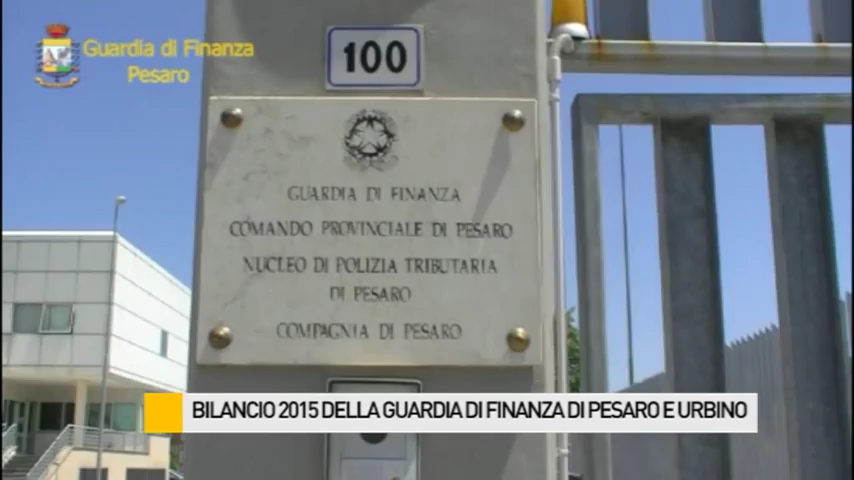 Guardia di Finanza
Pesaro
100
GUARDIA DI FINANZA
COMANDO PROVINCIALE DI PESARO
NUCLEO DI POLIZIA TRIBUTARIA
DI PESARO
COMPAGNIA DI PESARO
BILANCIO 2015 DELLA GUARDIA DI FINANZA DI PESARO E URBINO